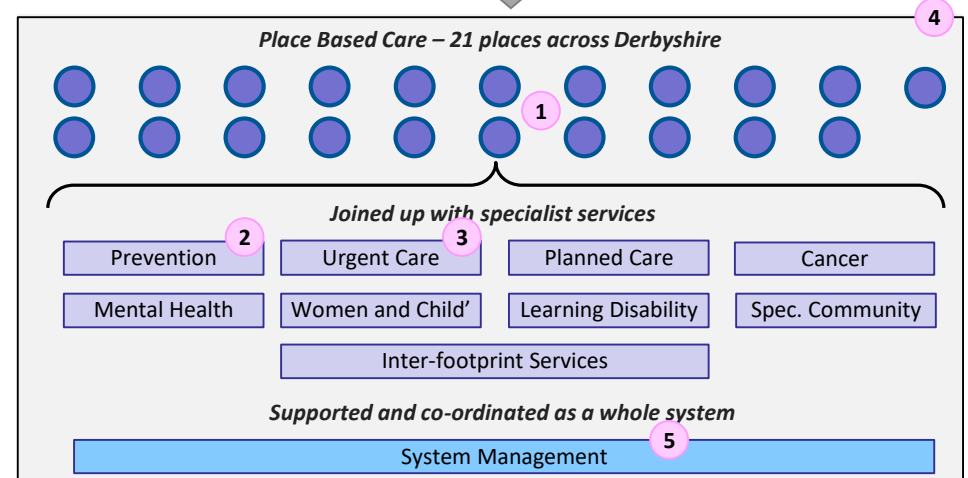 4
Place Based Care – 21 places across Derbyshire
1
Joined up with specialist services
2
3
Prevention
Urgent Care
Planned Care
Cancer
Mental Health
Women and Child'
Learning Disability
Spec. Community
Inter-footprint Services
Supported and co-ordinated as a whole system
5
System Management